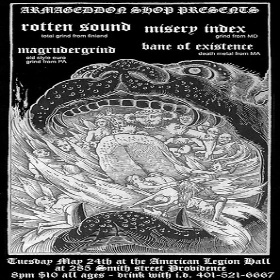 ARMAGEDDON SHOP PRESENTS
rotten sound
total grind from finland
misery index
grind from MD
magrudergrind
old style euro
grind from PA
bane of existence
death metal from MA
Tuesday May 24th at the American Legion Hall
at 285 Smith street Providence
8pm $10 all ages - drink with i.d. 401-521-6667